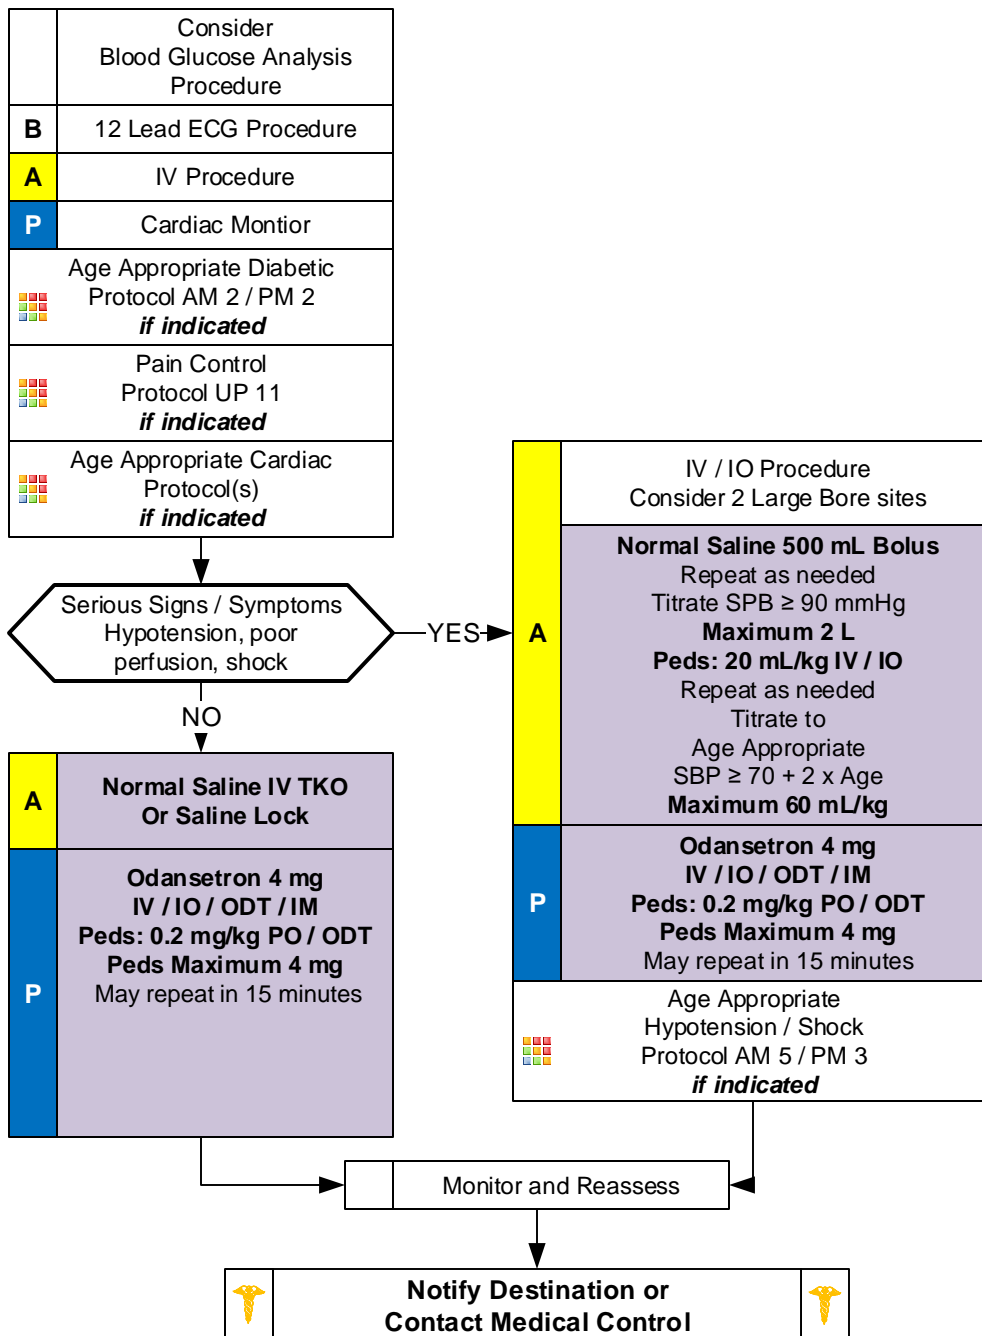 Consider
Blood Glucose Analysis
Procedure
B
12 Lead ECG Procedure
A
IV Procedure
P
Cardiac Montior
Age Appropriate Diabetic
Protocol AM 2 / PM 2
if indicated
Pain Control
Protocol UP 11
if indicated
Age Appropriate Cardiac
Protocol(s)
if indicated
Serious Signs / Symptoms
Hypotension, poor
perfusion, shock
YES
NO
A
Normal Saline IV TKO
Or Saline Lock
P
Odansetron 4 mg
IV / IO / ODT / IM
Peds: 0.2 mg/kg PO / ODT
Peds Maximum 4 mg
May repeat in 15 minutes
A
IV / IO Procedure
Consider 2 Large Bore sites
Normal Saline 500 mL Bolus
Repeat as needed
Titrate SPB ≥ 90 mmHg
Maximum 2 L
Peds: 20 mL/kg IV / IO
Repeat as needed
Titrate to
Age Appropriate
SBP ≥ 70 + 2 x Age
Maximum 60 mL/kg
P
Odansetron 4 mg
IV / IO / ODT / IM
Peds: 0.2 mg/kg PO / ODT
Peds Maximum 4 mg
May repeat in 15 minutes
Age Appropriate
Hypotension / Shock
Protocol AM 5 / PM 3
if indicated
Monitor and Reassess
Notify Destination or
Contact Medical Control